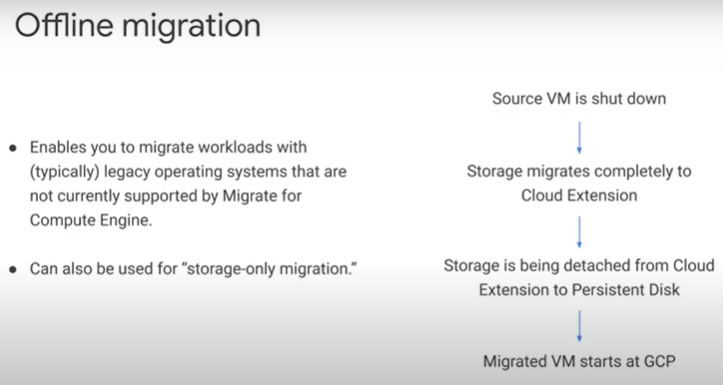 Offline migration
● Enables you to migrate workloads with
(typically) legacy operating systems that are
not currently supported by Migrate for
Compute Engine.
● Can also be used for “storage-only migration.”
Source VM is shut down
Storage migrates completely to
Cloud Extension
Storage is being detached from Cloud
Extension to Persistent Disk
Migrated VM starts at GCP